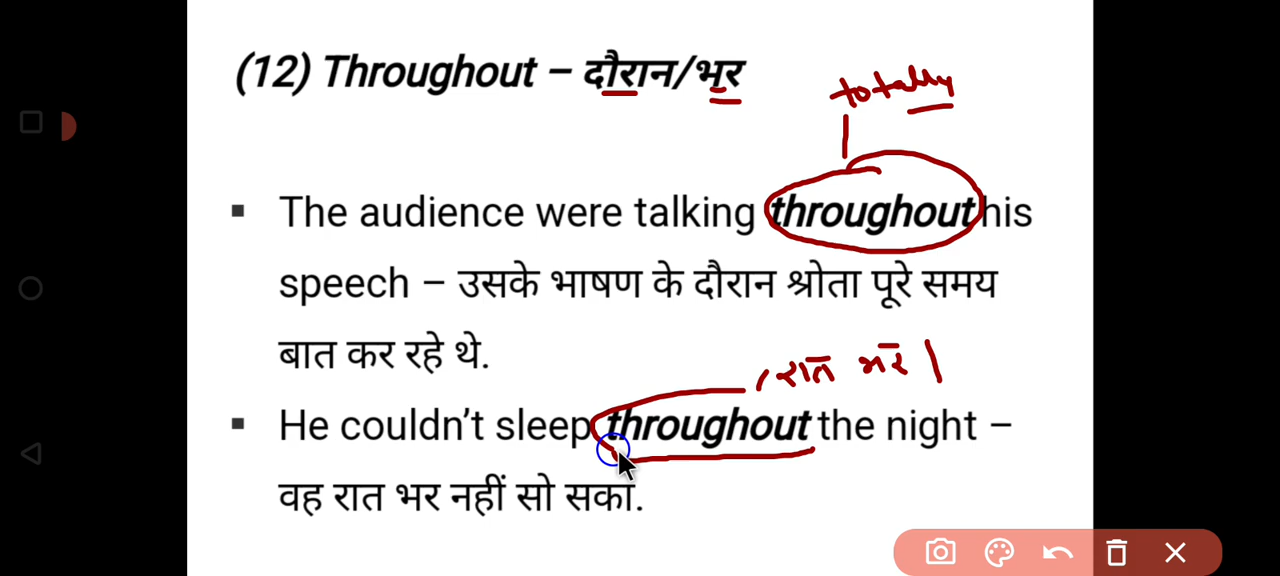 (12) Throughout – दौरान/भर
totally
The audience were talking throughout his
speech – उसके भाषण के दौरान श्रोता पूरे समय
बात कर रहे थे.
रात भर
He couldn’t sleep throughout the night –
वह रात भर नहीं सो सका.